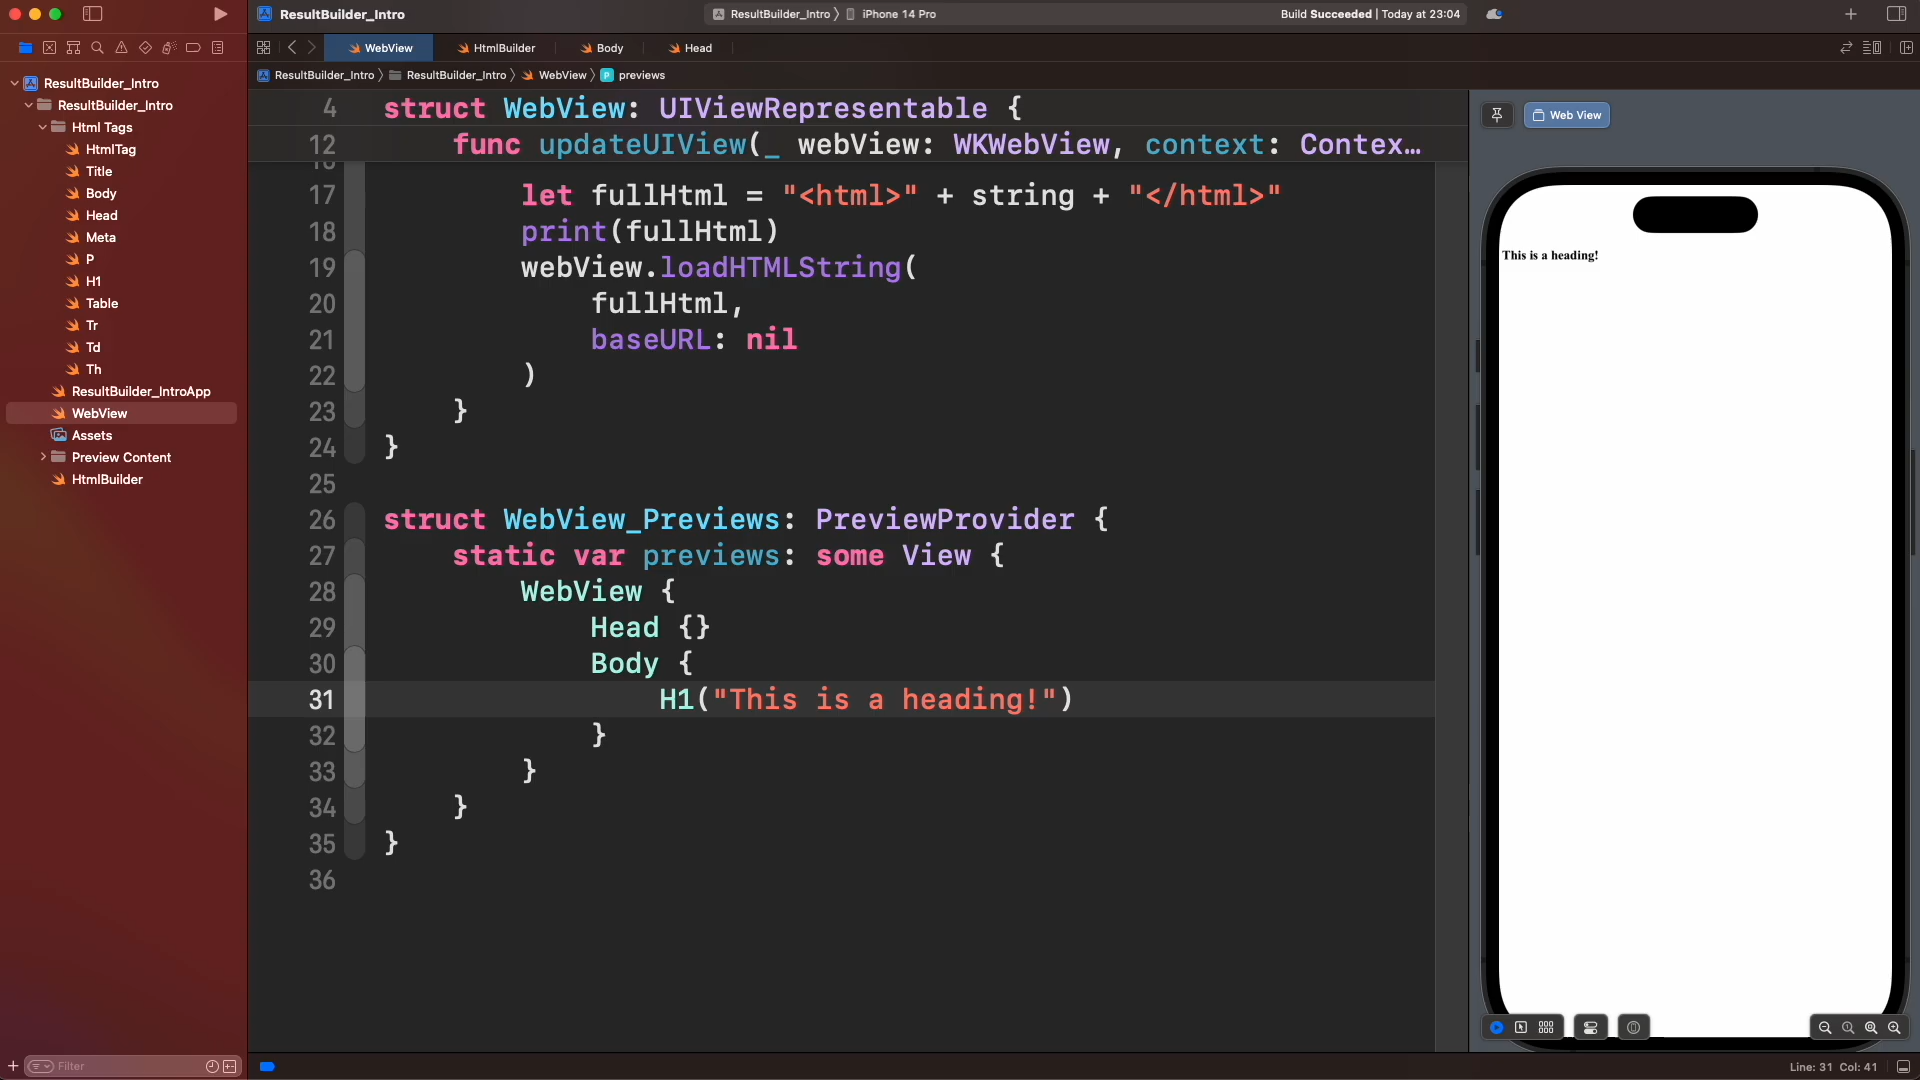 ResultBuilder_Intro
ResultBuilder_Intro 〉 iPhone 14 Pro
Build Succeeded | Today at 23:04
WebView
HtmlBuilder
Body
Head
ResultBuilder_Intro 〉 ResultBuilder_Intro 〉 WebView 〉 P previews
ResultBuilder_Intro
ResultBuilder_Intro
Html Tags
HtmlTag
Title
Body
Head
Meta
P
H1
Table
Tr
Td
Th
ResultBuilder_IntroApp
WebView
Assets
Preview Content
HtmlBuilder
Filter
4 struct WebView: UIViewRepresentable {
12 func updateUIView(_ webView: WKWebView, context: Contex…
17 let fullHtml = "<html>" + string + "</html>"
18 print(fullHtml)
19 webView.loadHTMLString(
20 fullHtml,
21 baseURL: nil
22 )
23 }
24 }
25
26 struct WebView_Previews: PreviewProvider {
27 static var previews: some View {
28 WebView {
29 Head {}
30 Body {
31 H1("This is a heading!")
32 }
33 }
34 }
35 }
36
Web View
This is a heading!
Line: 31 Col: 41